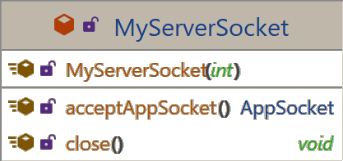 MyServerSocket
MyServerSocket(int)
acceptAppSocket() AppSocket
close() void